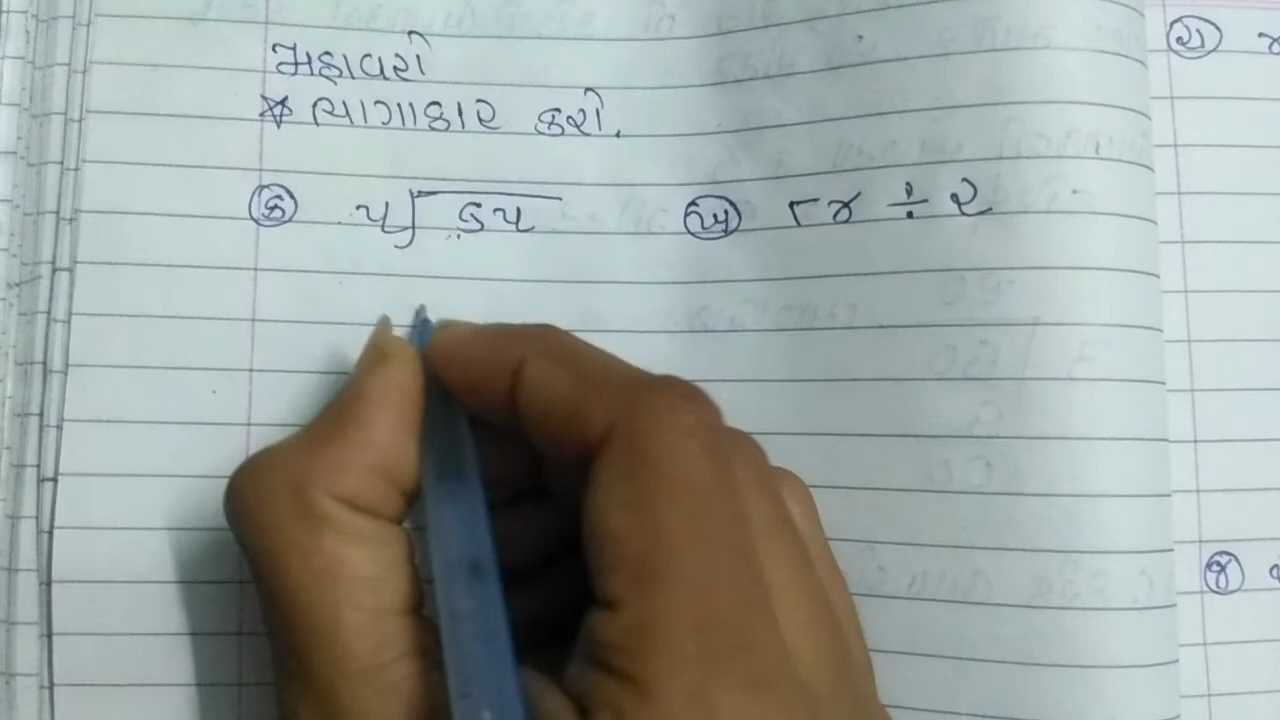 મહાવરો
* ભાગાકાર કરો.
ક ૫) ૬૫ ખ ૮૪ ÷ ૨
ગ
જ